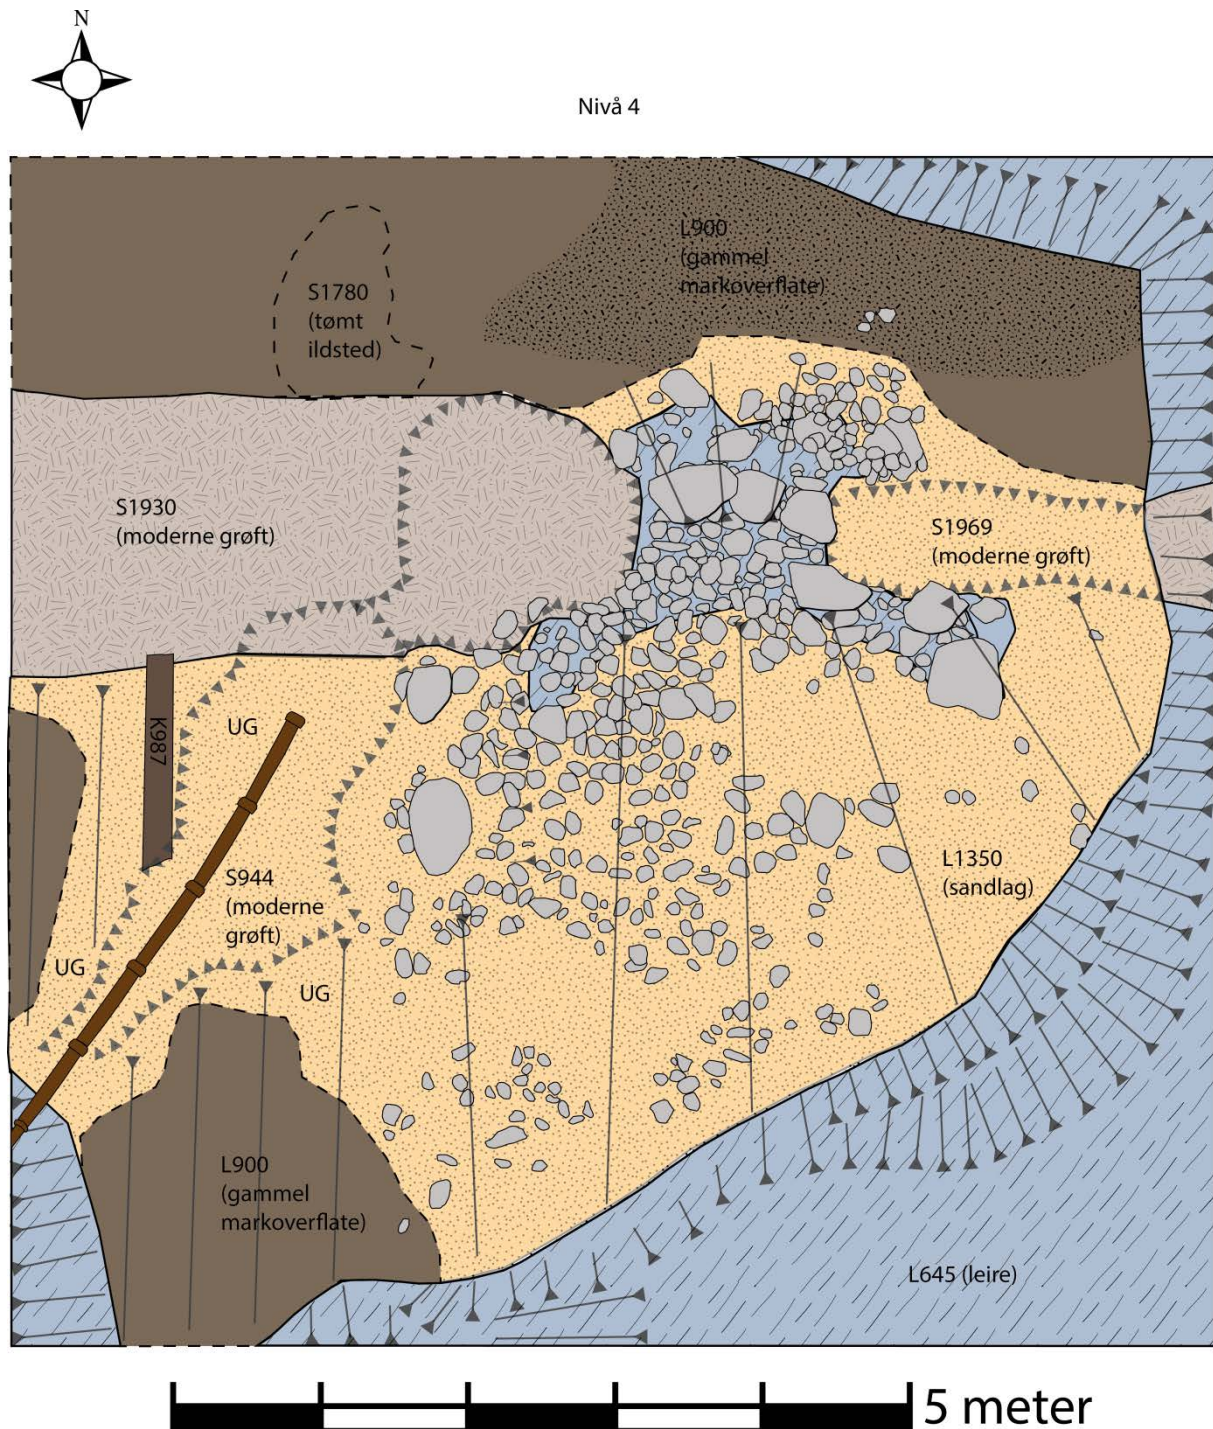 N
Nivå 4
L900
(gammel
markoverflate)
S1780
(tømt
ildsted)
S1930
(moderne grøft)
S1969
(moderne grøft)
K987
UG
S944
(moderne
grøft)
L1350
(sandlag)
UG
UG
L900
(gammel
markoverflate)
L645 (leire)
5 meter